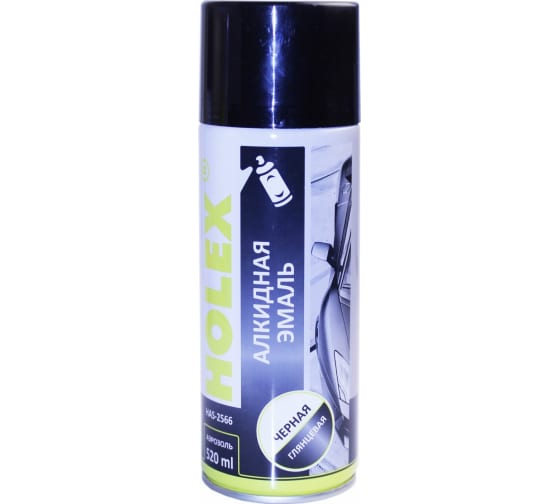 HOLEX®
АЛКИДНАЯ
ЭМАЛЬ
HAS-2566
АЭРОЗОЛЬ
520 ml
ЧЕРНАЯ
ГЛЯНЦЕВАЯ